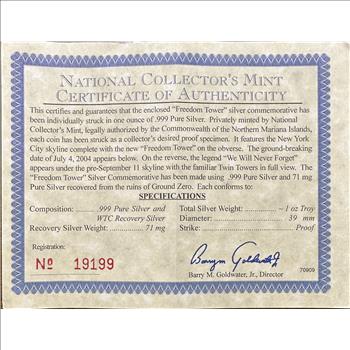 NATIONAL COLLECTOR'S MINT
CERTIFICATE OF AUTHENTICITY
This certifies and guarantees that the enclosed "Freedom Tower" silver commemorative has
been individually struck in one ounce of .999 Pure Silver. Privately minted by National
Collector's Mint, legally authorized by the Commonwealth of the Northern Mariana Islands,
each coin has been struck as a collector's desired proof specimen. It features the New York
City skyline complete with the new "Freedom Tower" on the obverse. The ground-breaking
date of July 4, 2004 appears below. On the reverse, the legend "We Will Never Forget"
appears under the pre-September 11 skyline with the familiar Twin Towers in full view. The
"Freedom Tower" Silver Commemorative has been made using .999 Pure Silver and 71 mg
Pure Silver recovered from the ruins of Ground Zero. Each conforms to:
SPECIFICATIONS
Composition: .............. .999 Pure Silver and WTC Recovery Silver
Recovery Silver Weight: ............. 71 mg
Total Silver Weight: ............ ~ 1 oz Troy
Diameter: ............................. 39 mm
Strike: .................................. Proof
Registration:
Nº 19199
Barry M. Goldwater, Jr.
Barry M. Goldwater, Jr., Director
70909